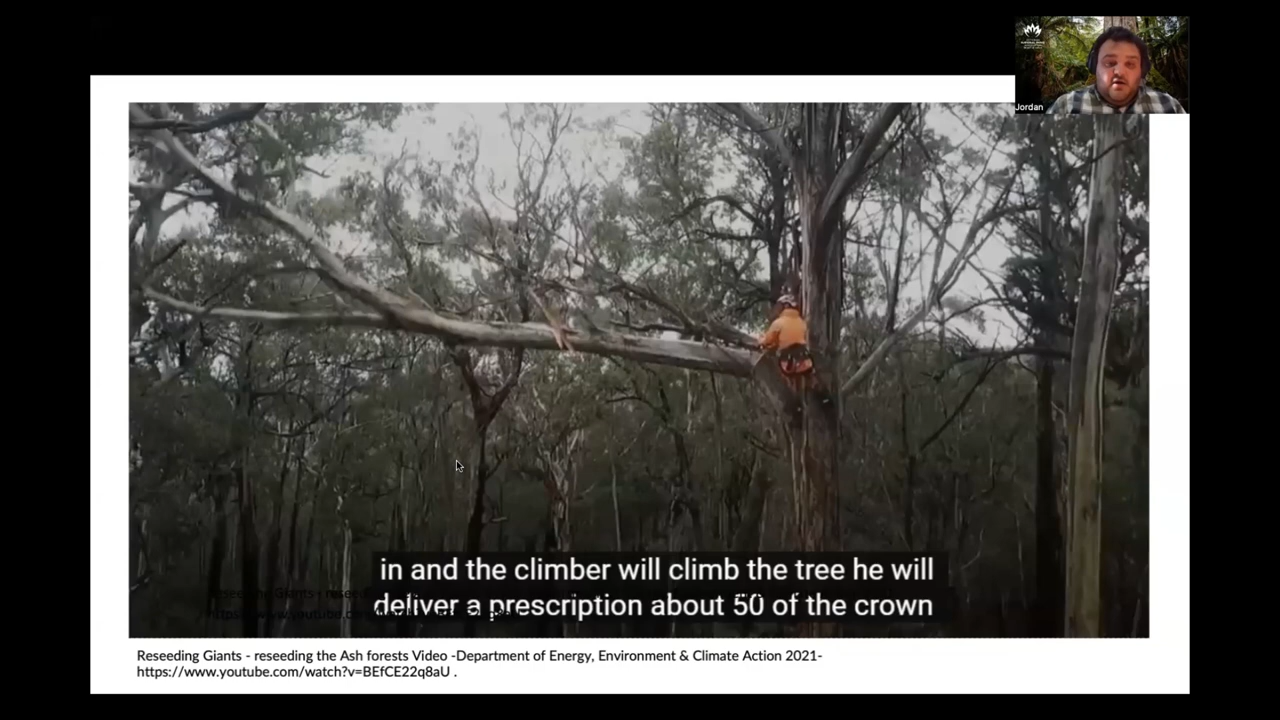 Jordan
in and the climber will climb the tree he will
deliver a prescription about 50 of the crown
Reseeding Giants - reseeding the Ash forests Video -Department of Energy, Environment & Climate Action 2021-
https://www.youtube.com/watch?v=BEfCE22q8aU .